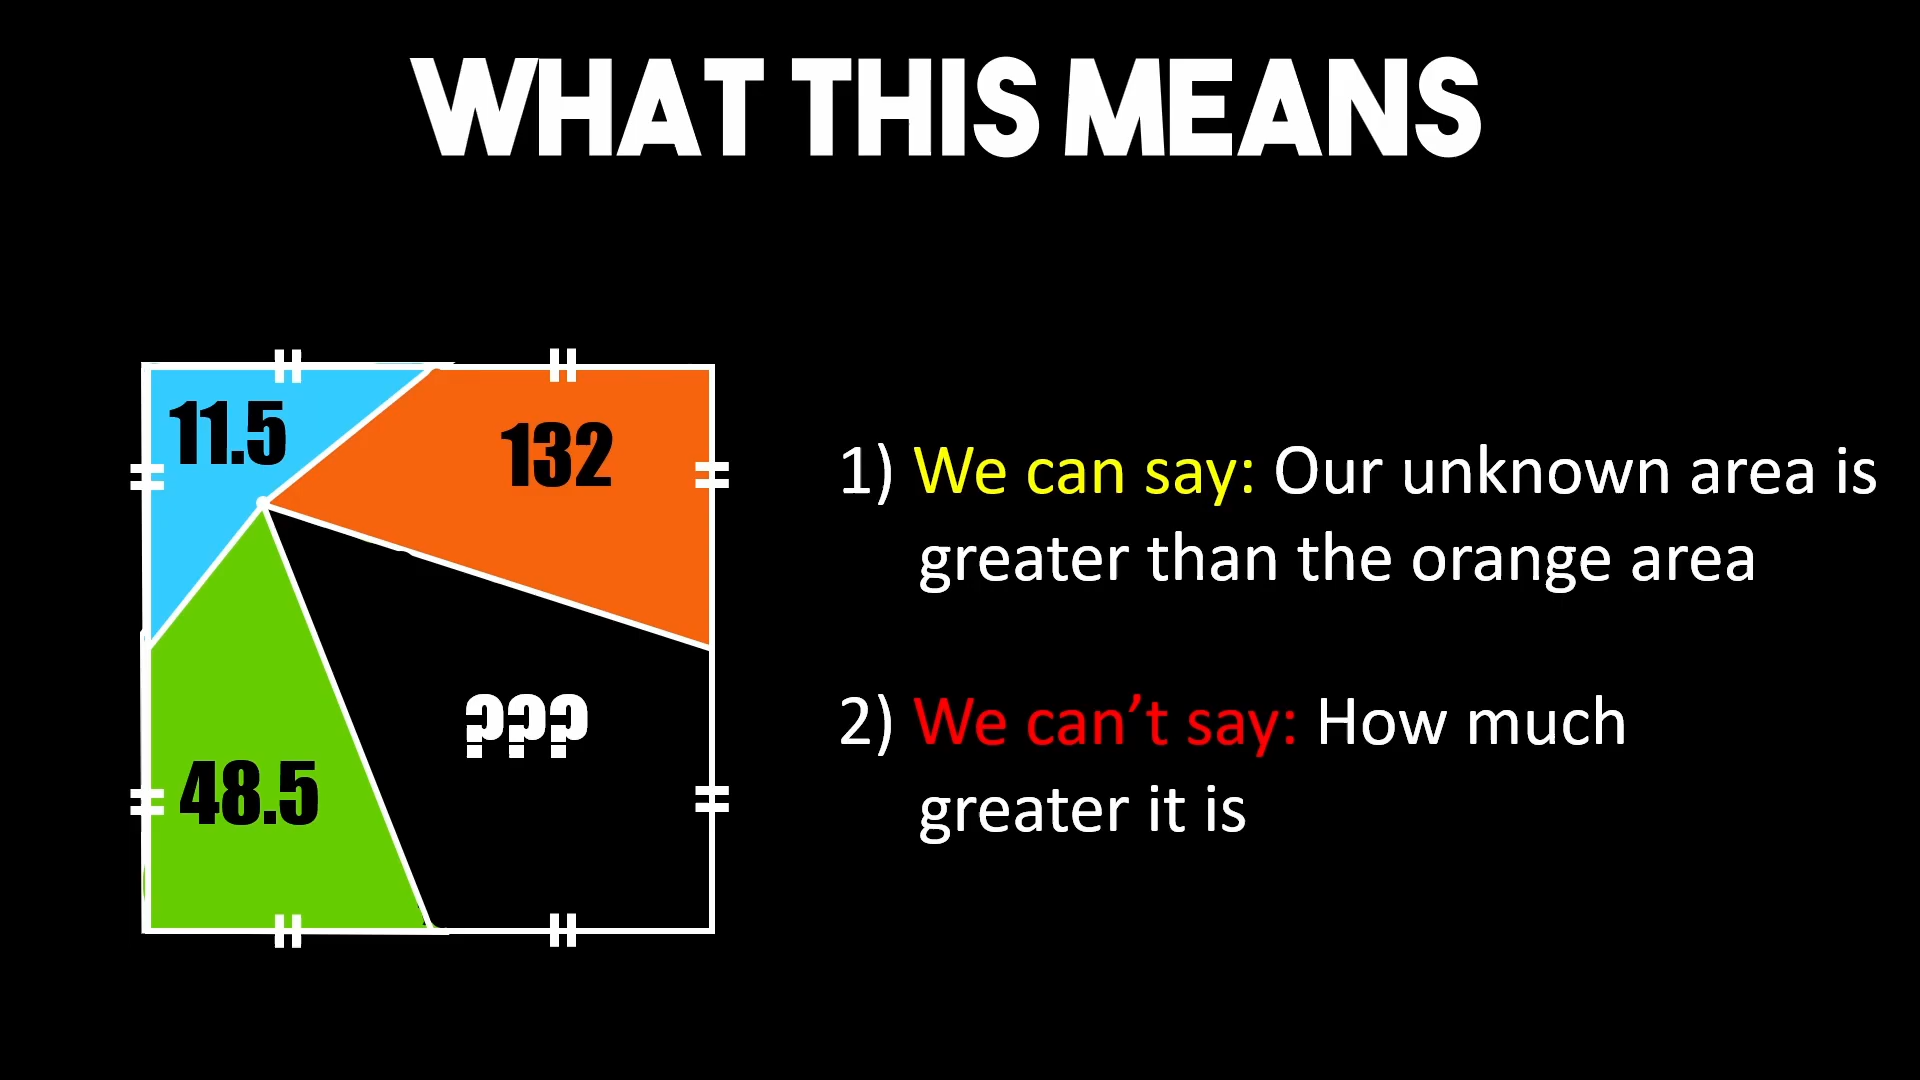 WHAT THIS MEANS
11.5
132
48.5
???
1) We can say: Our unknown area is
greater than the orange area
2) We can’t say: How much
greater it is